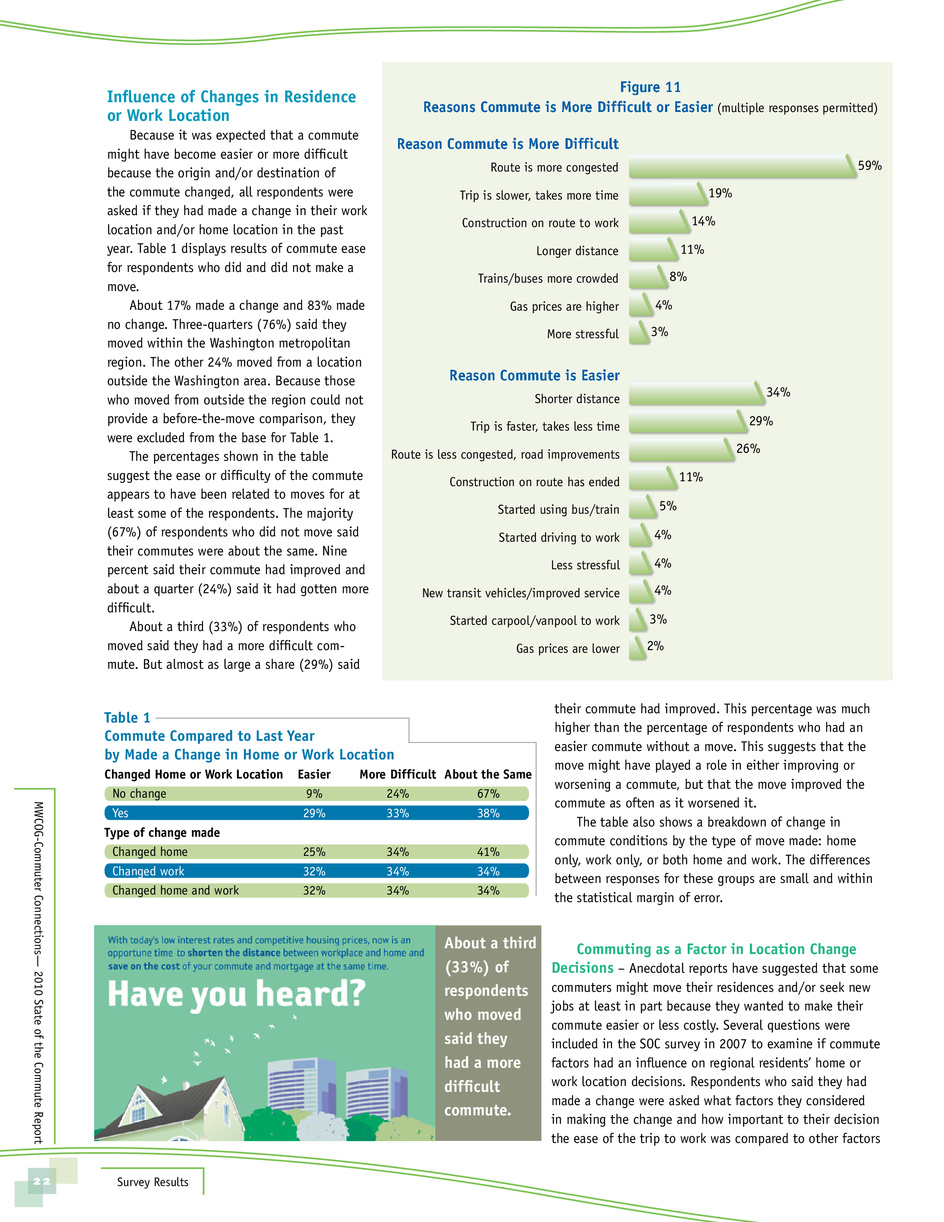 Influence of Changes in Residence
or Work Location
Because it was expected that a commute
might have become easier or more difficult
because the origin and/or destination of
the commute changed, all respondents were
asked if they had made a change in their work
location and/or home location in the past
year. Table 1 displays results of commute ease
for respondents who did and did not make a
move.
About 17% made a change and 83% made
no change. Three-quarters (76%) said they
moved within the Washington metropolitan
region. The other 24% moved from a location
outside the Washington area. Because those
who moved from outside the region could not
provide a before-the-move comparison, they
were excluded from the base for Table 1.
The percentages shown in the table
suggest the ease or difficulty of the commute
appears to have been related to moves for at
least some of the respondents. The majority
(67%) of respondents who did not move said
their commutes were about the same. Nine
percent said their commute had improved and
about a quarter (24%) said it had gotten more
difficult.
About a third (33%) of respondents who
moved said they had a more difficult com-
mute. But almost as large a share (29%) said
Figure 11
Reasons Commute is More Difficult or Easier (multiple responses permitted)
Reason Commute is More Difficult
Route is more congested 59%
Trip is slower, takes more time 19%
Construction on route to work 14%
Longer distance 11%
Trains/buses more crowded 8%
Gas prices are higher 4%
More stressful 3%
Reason Commute is Easier
Shorter distance 34%
Trip is faster, takes less time 29%
Route is less congested, road improvements 26%
Construction on route has ended 11%
Started using bus/train 5%
Started driving to work 4%
Less stressful 4%
New transit vehicles/improved service 4%
Started carpool/vanpool to work 3%
Gas prices are lower 2%
Table 1
Commute Compared to Last Year
by Made a Change in Home or Work Location
Changed Home or Work Location Easier More Difficult About the Same
No change 9% 24% 67%
Yes 29% 33% 38%
Type of change made
Changed home 25% 34% 41%
Changed work 32% 34% 34%
Changed home and work 32% 34% 34%
their commute had improved. This percentage was much
higher than the percentage of respondents who had an
easier commute without a move. This suggests that the
move might have played a role in either improving or
worsening a commute, but that the move improved the
commute as often as it worsened it.
The table also shows a breakdown of change in
commute conditions by the type of move made: home
only, work only, or both home and work. The differences
between responses for these groups are small and within
the statistical margin of error.
With today's low interest rates and competitive housing prices, now is an
opportune time to shorten the distance between workplace and home and
save on the cost of your commute and mortgage at the same time.
Have you heard?
About a third
(33%) of
respondents
who moved
said they
had a more
difficult
commute.
Commuting as a Factor in Location Change
Decisions – Anecdotal reports have suggested that some
commuters might move their residences and/or seek new
jobs at least in part because they wanted to make their
commute easier or less costly. Several questions were
included in the SOC survey in 2007 to examine if commute
factors had an influence on regional residents' home or
work location decisions. Respondents who said they had
made a change were asked what factors they considered
in making the change and how important to their decision
the ease of the trip to work was compared to other factors
MWCOG-Commuter Connections— 2010 State of the Commute Report
22
Survey Results